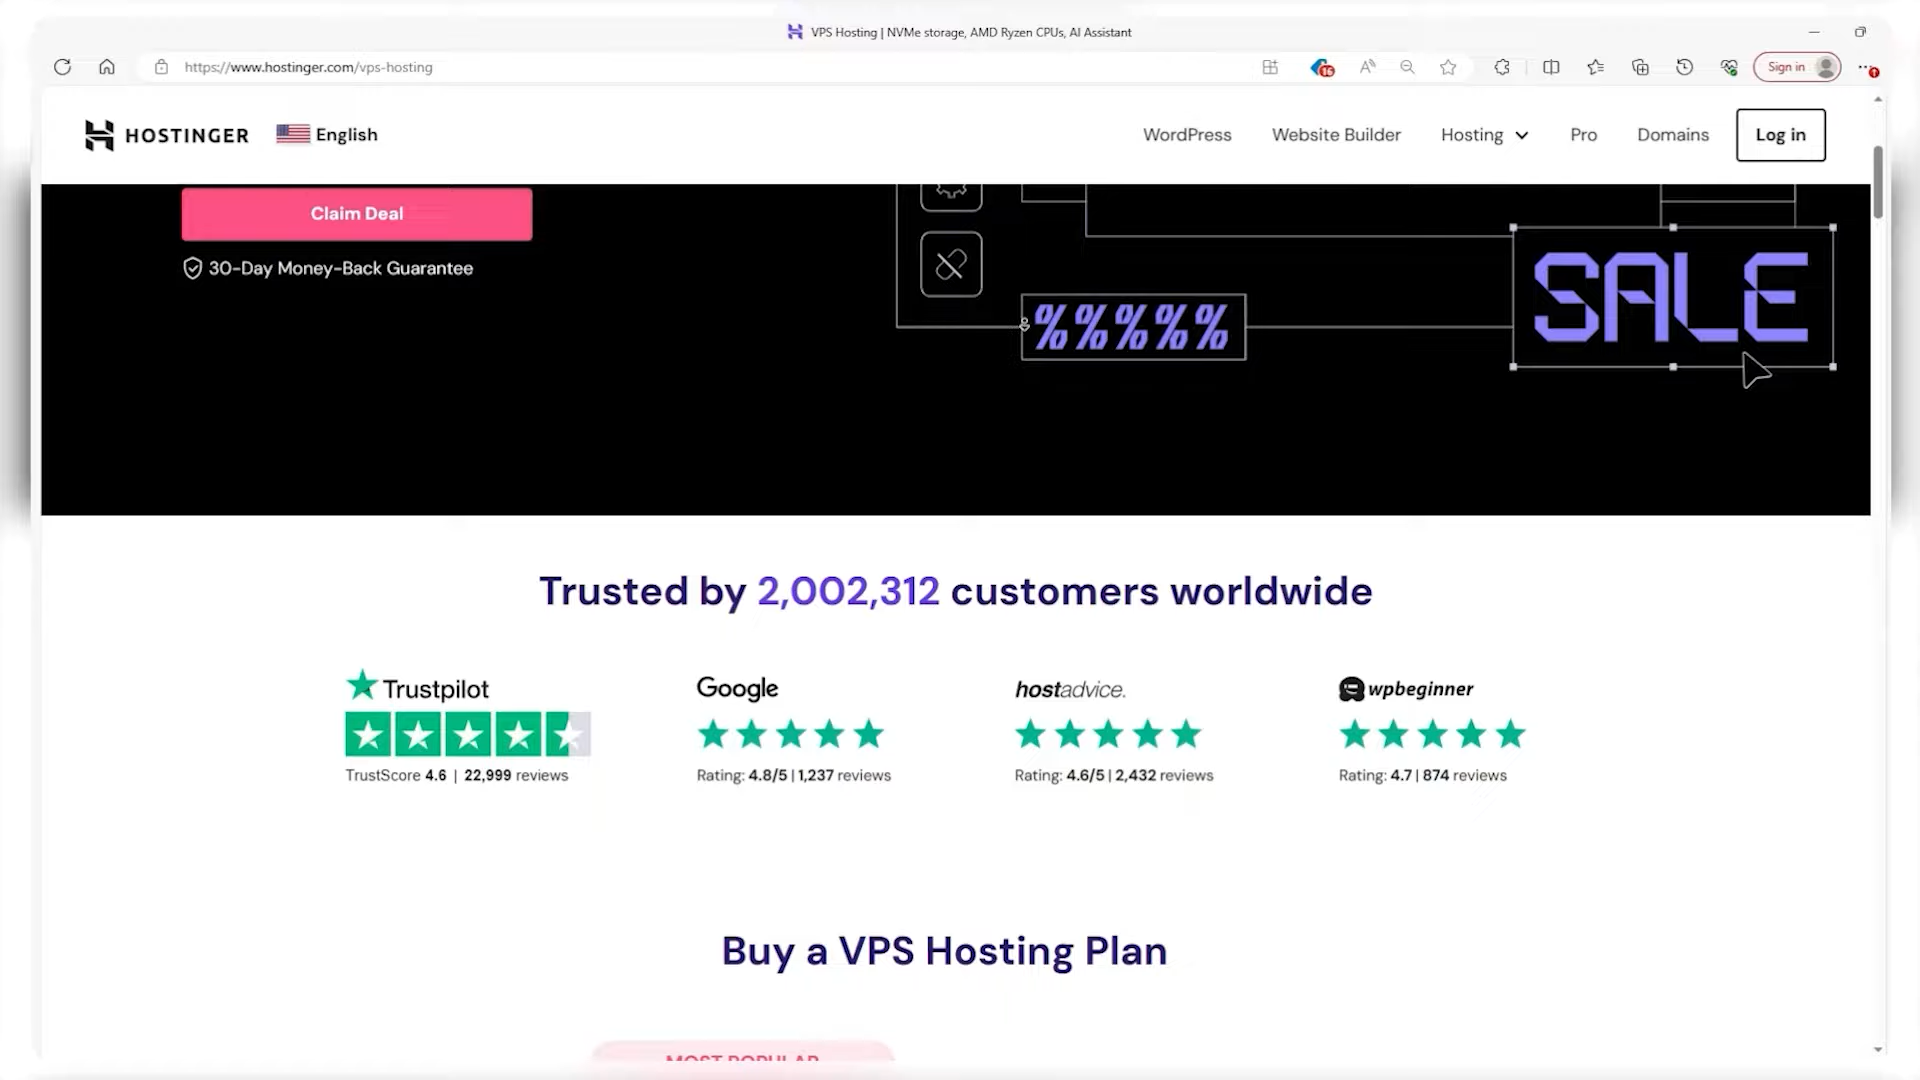 VPS Hosting | NVMe storage, AMD Ryzen CPUs, AI Assistant
https://www.hostinger.com/vps-hosting
16
Sign in
HOSTINGER
English
WordPress
Website Builder
Hosting
Pro
Domains
Log in
Claim Deal
30-Day Money-Back Guarantee
%%%%%
SALE
Trusted by 2,002,312 customers worldwide
Trustpilot
TrustScore 4.6 | 22,999 reviews
Google
Rating: 4.8/5 | 1,237 reviews
hostadvice.
Rating: 4.6/5 | 2,432 reviews
wpbeginner
Rating: 4.7 | 874 reviews
Buy a VPS Hosting Plan
MOST POPULAR